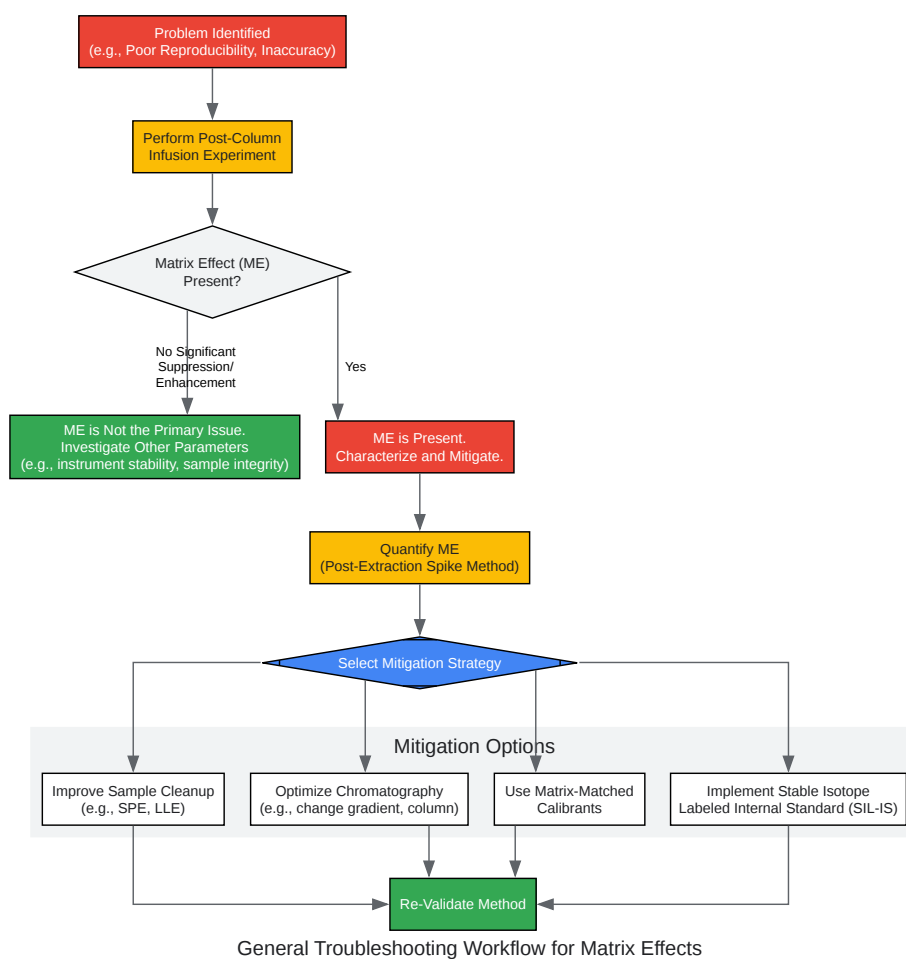 Problem Identified
(e.g., Poor Reproducibility, Inaccuracy)
Perform Post-Column
Infusion Experiment
Matrix Effect (ME)
Present?
No Significant
Suppression/
Enhancement
Yes
ME is Not the Primary Issue.
Investigate Other Parameters
(e.g., instrument stability, sample integrity)
ME is Present.
Characterize and Mitigate.
Quantify ME
(Post-Extraction Spike Method)
Select Mitigation Strategy
Mitigation Options
Improve Sample Cleanup
(e.g., SPE, LLE)
Optimize Chromatography
(e.g., change gradient, column)
Use Matrix-Matched
Calibrants
Implement Stable Isotope
Labeled Internal Standard (SIL-IS)
Re-Validate Method
General Troubleshooting Workflow for Matrix Effects